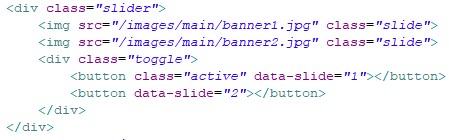 <div class="slider">
    <img src="/images/main/banner1.jpg" class="slide">
    <img src="/images/main/banner2.jpg" class="slide">
    <div class="toggle">
        <button class="active" data-slide="1"></button>
        <button data-slide="2"></button>
    </div>
</div>